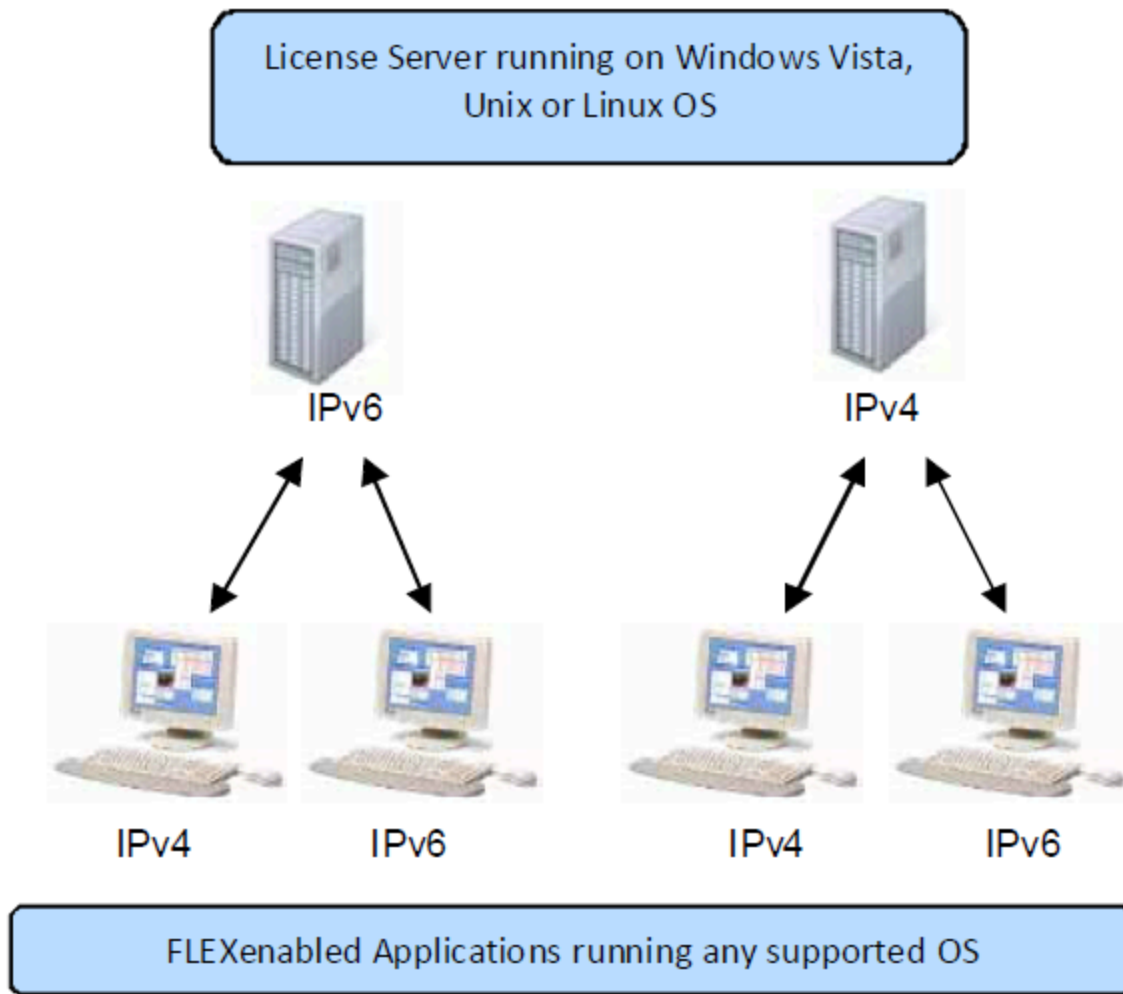 License Server running on Windows Vista,
Unix or Linux OS
IPv6
IPv4
IPv4
IPv6
IPv4
IPv6
FLEXenabled Applications running any supported OS